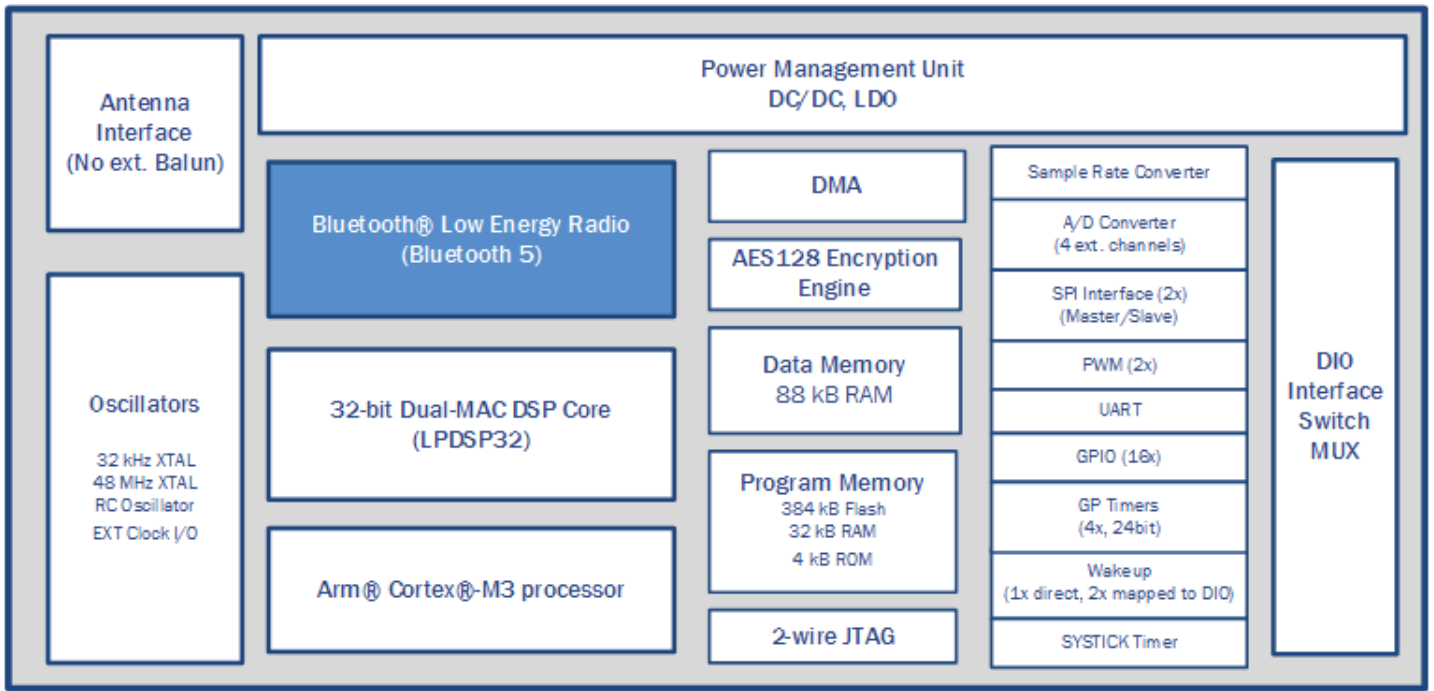 Antenna
Interface
(No ext. Balun)
Power Management Unit
DC/DC, LDO
Bluetooth® Low Energy Radio
(Bluetooth 5)
Oscillators
32 kHz XTAL
48 MHz XTAL
RC Oscillator
EXT Clock I/O
32-bit Dual-MAC DSP Core
(LPDSP32)
Arm® Cortex®-M3 processor
DMA
AES128 Encryption
Engine
Data Memory
88 kB RAM
Program Memory
384 kB Flash
32 kB RAM
4 kB ROM
2-wire JTAG
Sample Rate Converter
A/D Converter
(4 ext. channels)
SPI Interface (2x)
(Master/Slave)
PWM (2x)
UART
GPIO (16x)
GP Timers
(4x, 24bit)
Wakeup
(1x direct, 2x mapped to DIO)
SYSTICK Timer
DIO
Interface
Switch
MUX